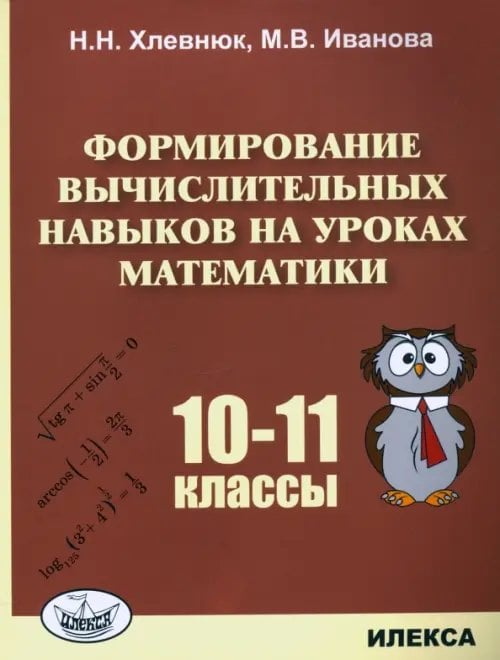 Н.Н. Хлевнюк, М.В. Иванова
ФОРМИРОВАНИЕ
ВЫЧИСЛИТЕЛЬНЫХ
НАВЫКОВ НА УРОКАХ
МАТЕМАТИКИ
√(tg π + sin π/2) = 0
arccos(-1/2) = 2π/3
log₁₂₅(3² + 4²)^½ = 1/3
10-11
классы
ИЛЕКСА
ИЛЕКСА